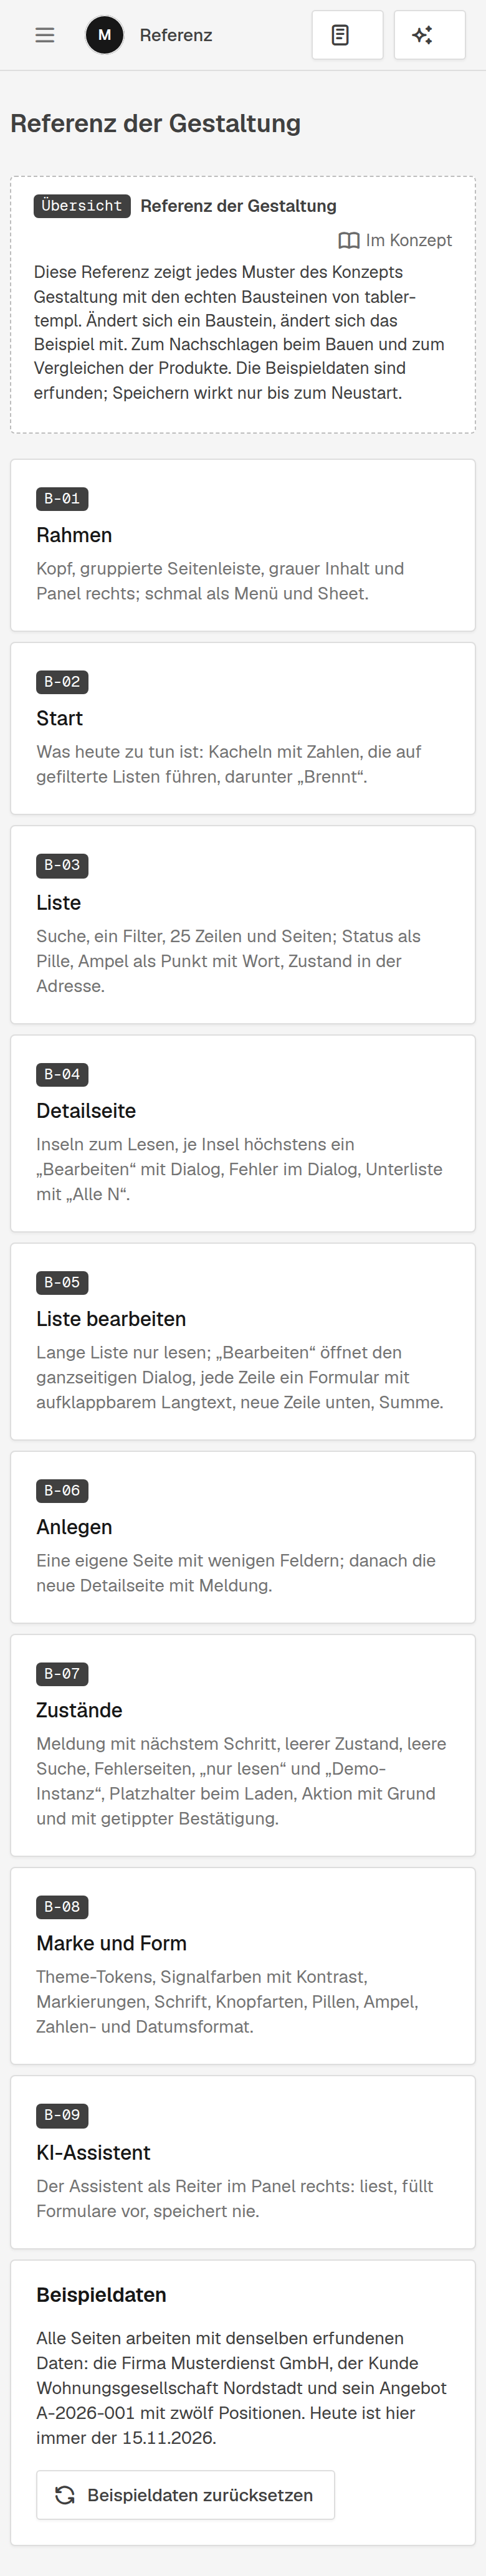 M Referenz
Referenz der Gestaltung
Übersicht Referenz der Gestaltung
Im Konzept
Diese Referenz zeigt jedes Muster des Konzepts
Gestaltung mit den echten Bausteinen von tabler-
templ. Ändert sich ein Baustein, ändert sich das
Beispiel mit. Zum Nachschlagen beim Bauen und zum
Vergleichen der Produkte. Die Beispieldaten sind
erfunden; Speichern wirkt nur bis zum Neustart.
B-01
Rahmen
Kopf, gruppierte Seitenleiste, grauer Inhalt und
Panel rechts; schmal als Menü und Sheet.
B-02
Start
Was heute zu tun ist: Kacheln mit Zahlen, die auf
gefilterte Listen führen, darunter „Brennt“.
B-03
Liste
Suche, ein Filter, 25 Zeilen und Seiten; Status als
Pille, Ampel als Punkt mit Wort, Zustand in der
Adresse.
B-04
Detailseite
Inseln zum Lesen, je Insel höchstens ein
„Bearbeiten“ mit Dialog, Fehler im Dialog, Unterliste
mit „Alle N“.
B-05
Liste bearbeiten
Lange Liste nur lesen; „Bearbeiten“ öffnet den
ganzseitigen Dialog, jede Zeile ein Formular mit
aufklappbarem Langtext, neue Zeile unten, Summe.
B-06
Anlegen
Eine eigene Seite mit wenigen Feldern; danach die
neue Detailseite mit Meldung.
B-07
Zustände
Meldung mit nächstem Schritt, leerer Zustand, leere
Suche, Fehlerseiten, „nur lesen“ und „Demo-
Instanz“, Platzhalter beim Laden, Aktion mit Grund
und mit getippter Bestätigung.
B-08
Marke und Form
Theme-Tokens, Signalfarben mit Kontrast,
Markierungen, Schrift, Knopfarten, Pillen, Ampel,
Zahlen- und Datumsformat.
B-09
KI-Assistent
Der Assistent als Reiter im Panel rechts: liest, füllt
Formulare vor, speichert nie.
Beispieldaten
Alle Seiten arbeiten mit denselben erfundenen
Daten: die Firma Musterdienst GmbH, der Kunde
Wohnungsgesellschaft Nordstadt und sein Angebot
A-2026-001 mit zwölf Positionen. Heute ist hier
immer der 15.11.2026.
Beispieldaten zurücksetzen